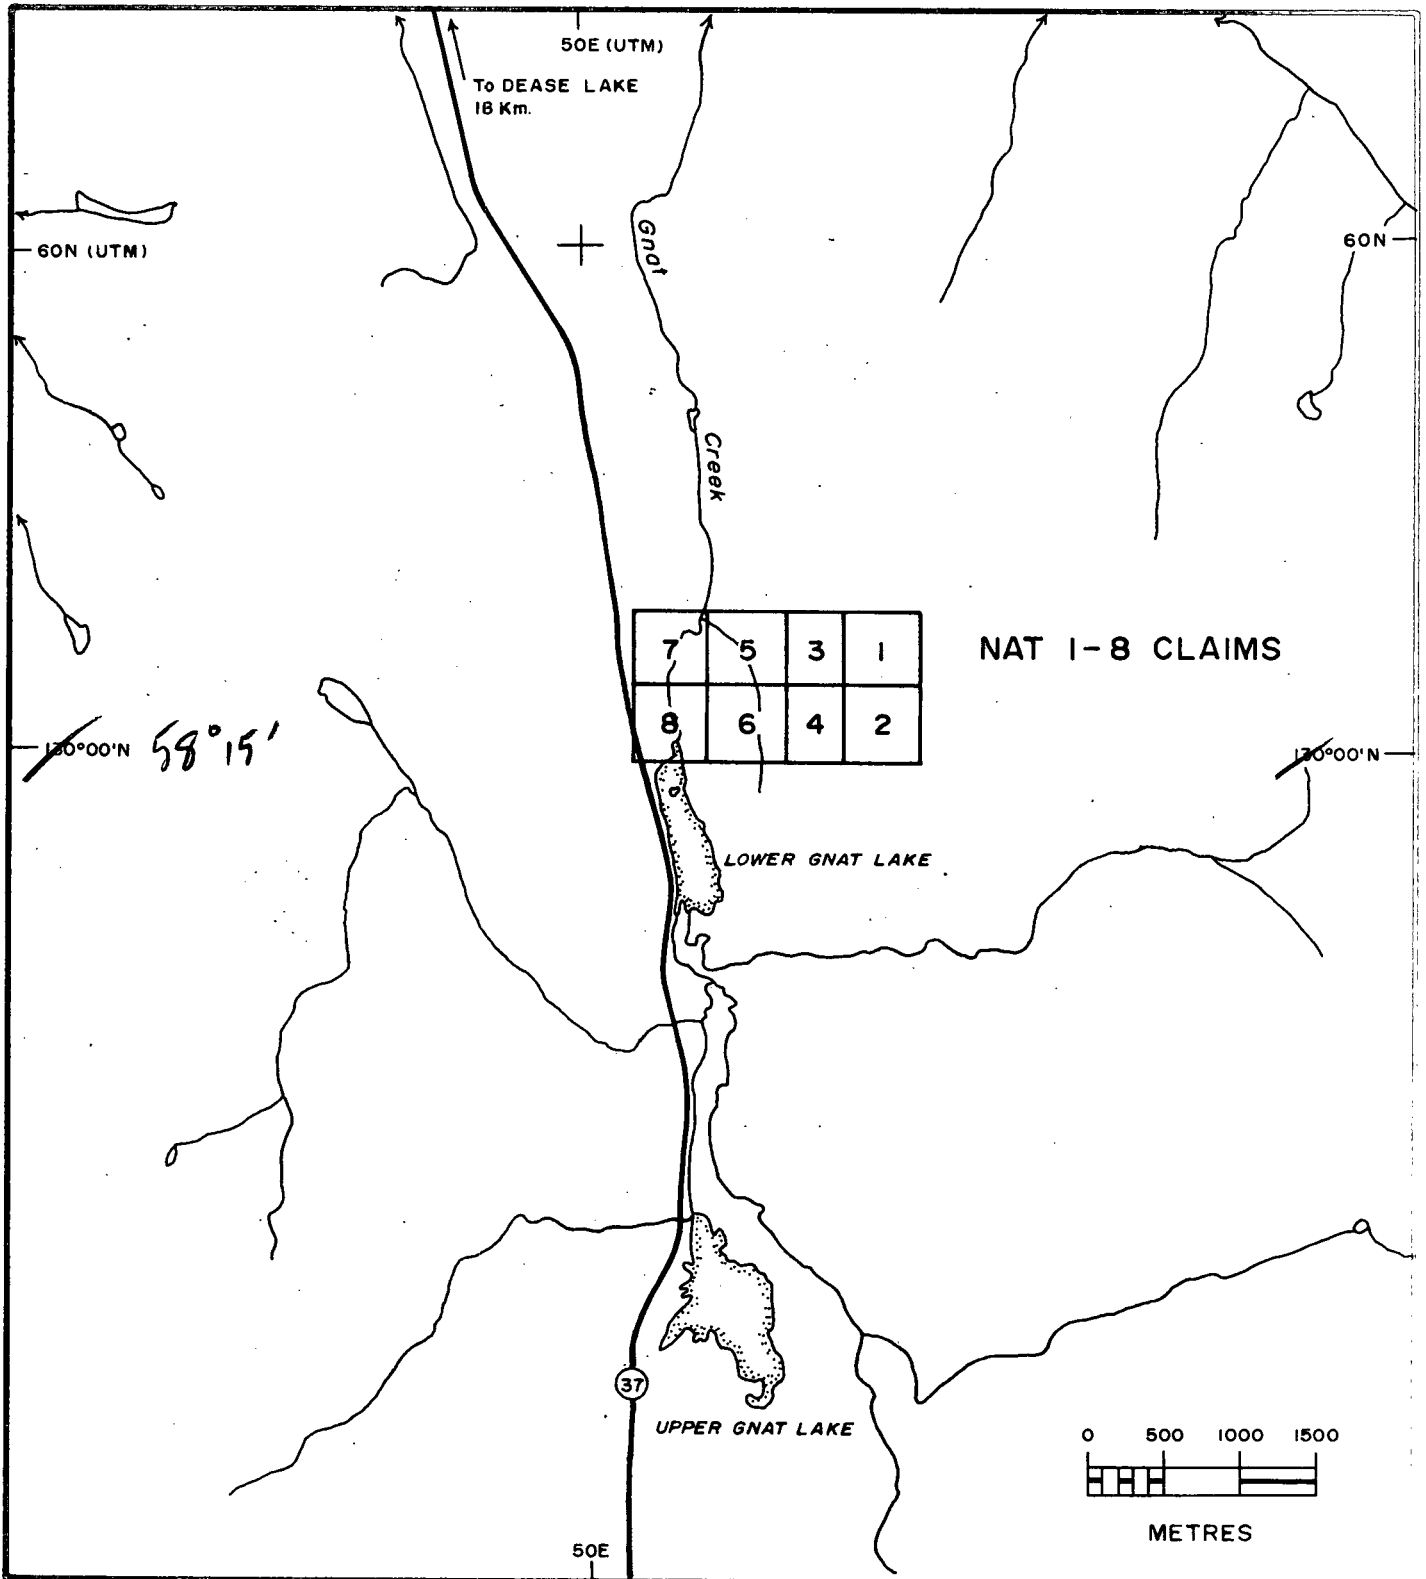 50E (UTM)
To DEASE LAKE
18 Km.
60N (UTM)
60N
Gnat
Creek
7 5 3 1
NAT 1-8 CLAIMS
8 6 4 2
130°00'N 58°15'
130°00'N
LOWER GNAT LAKE
37
UPPER GNAT LAKE
0 500 1000 1500
METRES
50E